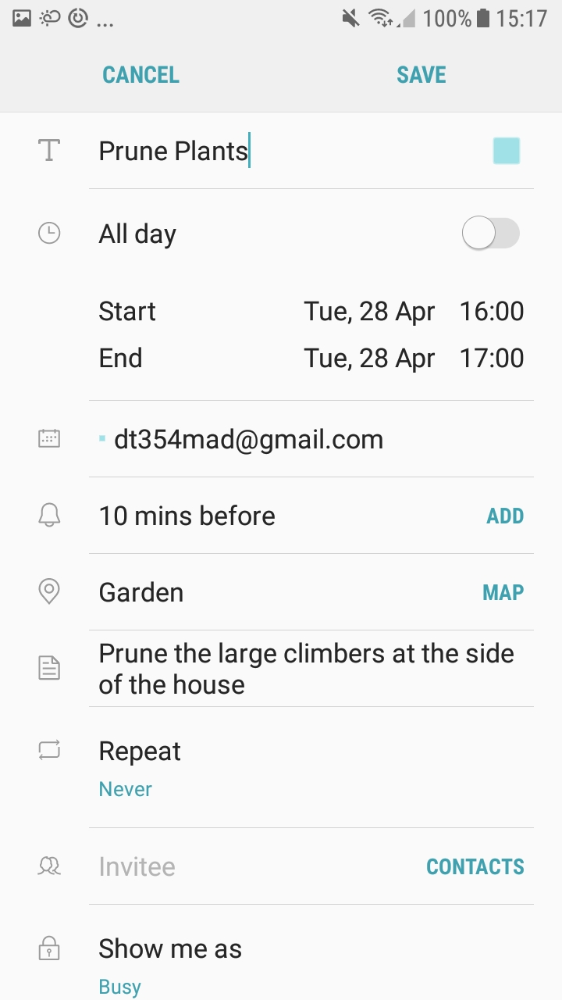 ... 100% 15:17
CANCEL SAVE
Prune Plants
All day
Start Tue, 28 Apr 16:00
End Tue, 28 Apr 17:00
dt354mad@gmail.com
10 mins before ADD
Garden MAP
Prune the large climbers at the side
of the house
Repeat
Never
Invitee CONTACTS
Show me as
Busy